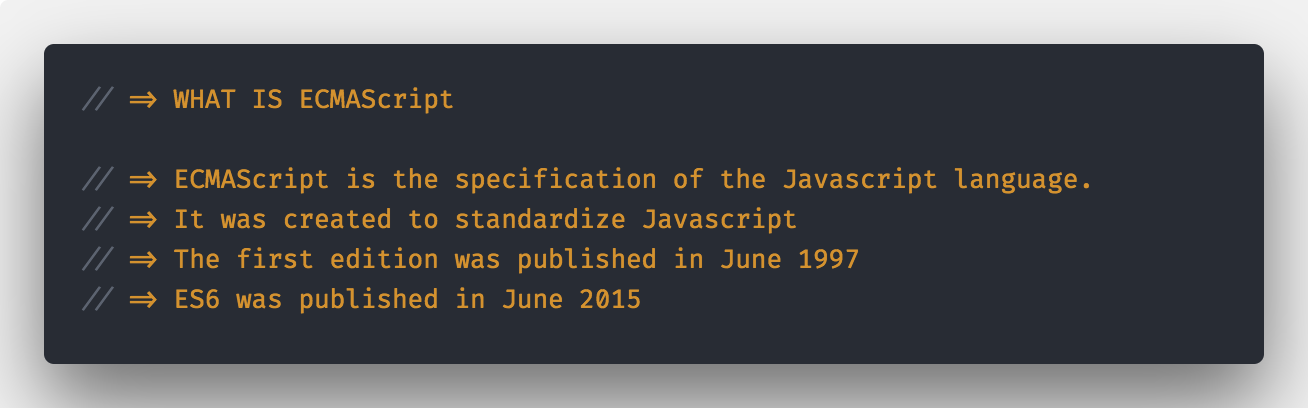 // => WHAT IS ECMAScript
// => ECMAScript is the specification of the Javascript language.
// => It was created to standardize Javascript
// => The first edition was published in June 1997
// => ES6 was published in June 2015